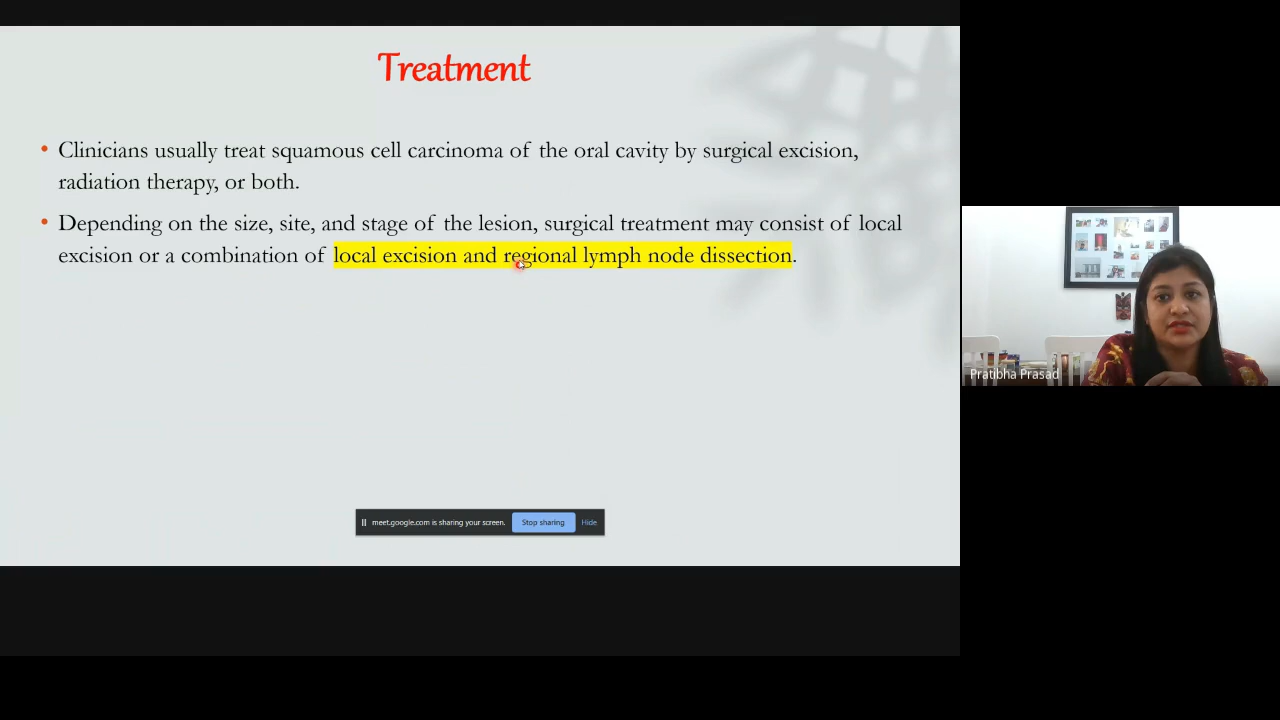 Treatment
• Clinicians usually treat squamous cell carcinoma of the oral cavity by surgical excision,
radiation therapy, or both.
• Depending on the size, site, and stage of the lesion, surgical treatment may consist of local
excision or a combination of local excision and regional lymph node dissection.
meet.google.com is sharing your screen. Stop sharing Hide
Pratibha Prasad